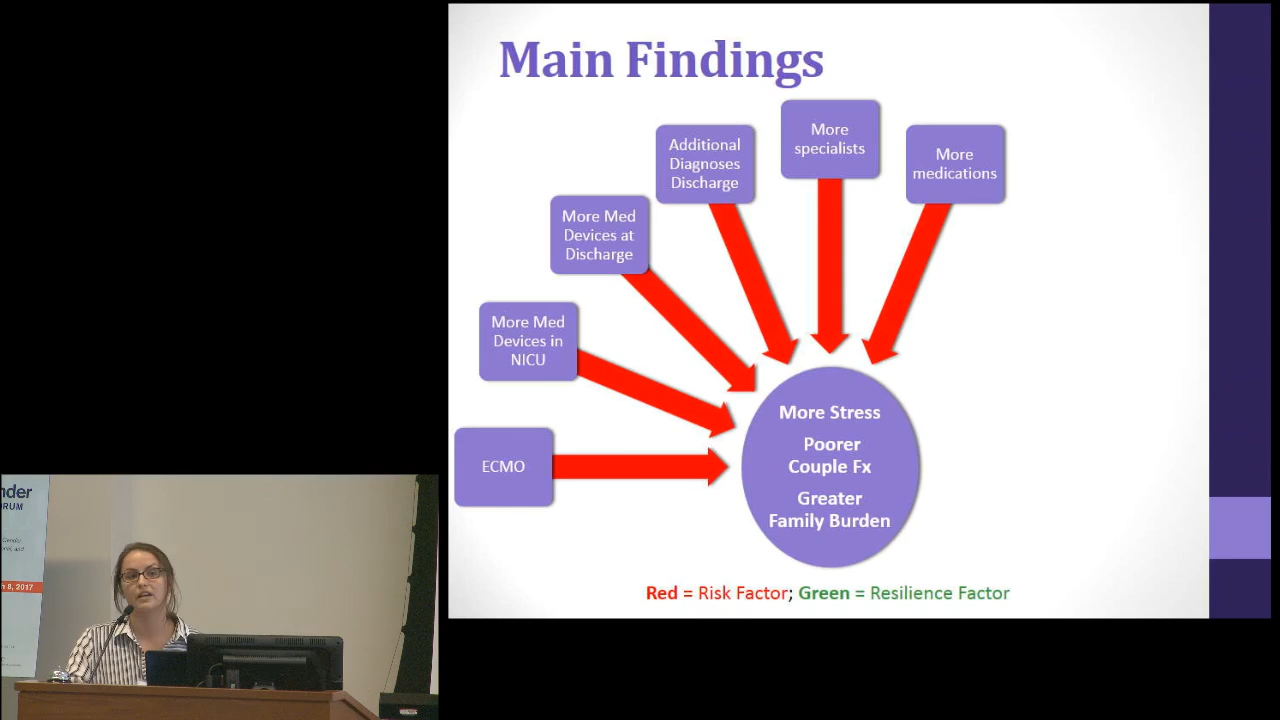 Main Findings
More
specialists
Additional
Diagnoses
Discharge
More
medications
More Med
Devices at
Discharge
More Med
Devices in
NICU
ECMO
More Stress
Poorer
Couple Fx
Greater
Family Burden
Red = Risk Factor; Green = Resilience Factor
nder
ORUM
8, 2017